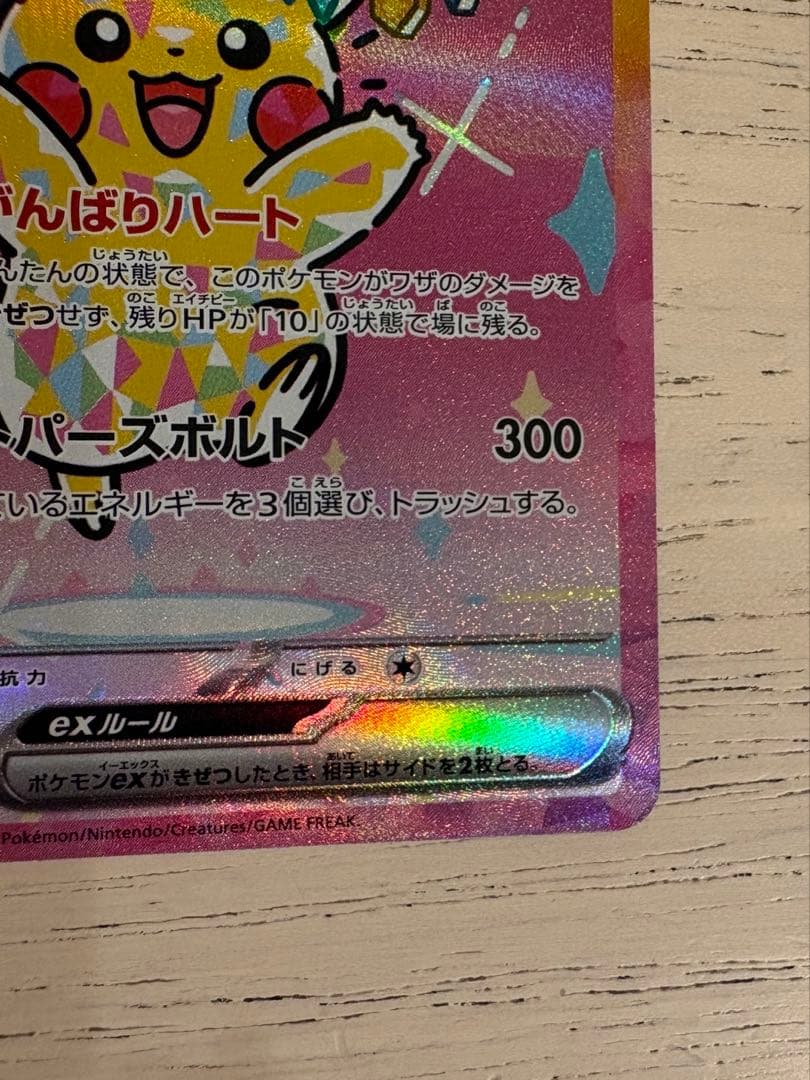 がんばりハート
じょうたい
んたんの状態で、このポケモンがワザのダメージを
のこ エイチピー じょうたい ば のこ
ぜつせず、残りHPが「10」の状態で場に残る。
トパーズボルト 300
こ えら
ているエネルギーを3個選び、トラッシュする。
抗力 にげる
exルール
イーエックス あいて まい
ポケモンexがきぜつしたとき、相手はサイドを2枚とる。
Pokémon/Nintendo/Creatures/GAME FREAK.